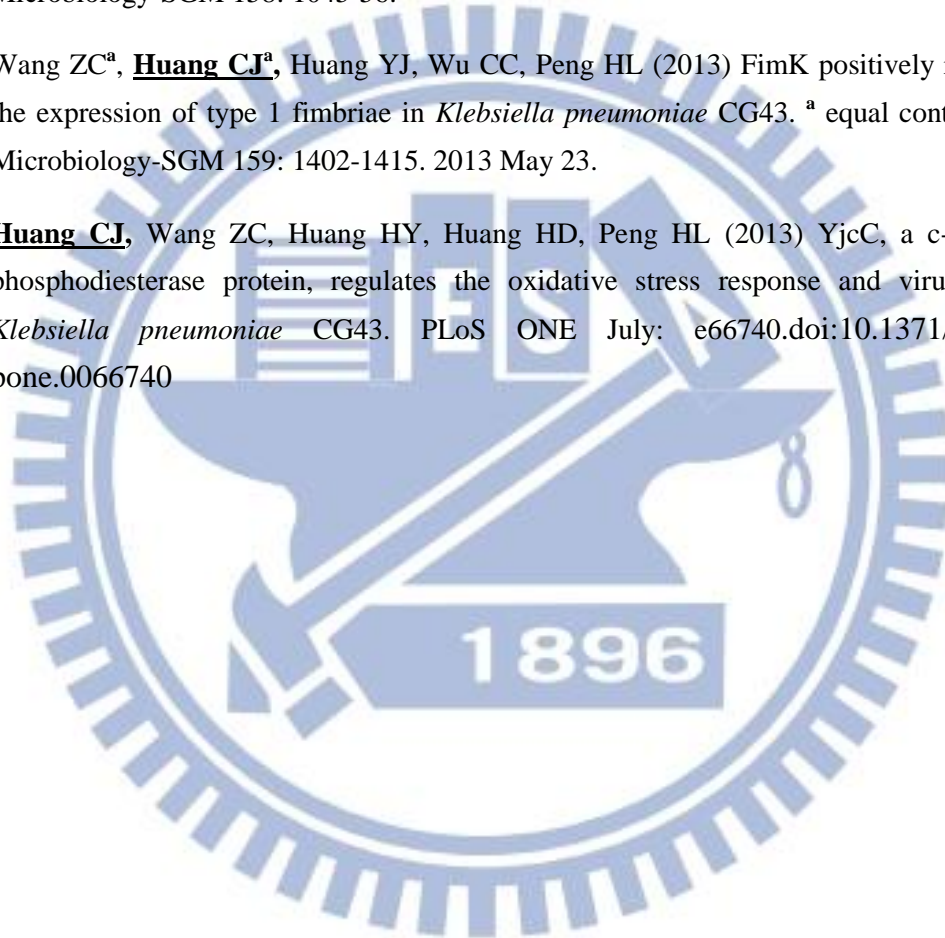 Microbiology-SGM 158: 1045-58.
Wang ZCᵃ, Huang CJᵃ, Huang YJ, Wu CC, Peng HL (2013) FimK positively
the expression of type 1 fimbriae in Klebsiella pneumoniae CG43. ᵃ equal cont
Microbiology-SGM 159: 1402-1415. 2013 May 23.
Huang CJ, Wang ZC, Huang HY, Huang HD, Peng HL (2013) YjcC, a c-
phosphodiesterase protein, regulates the oxidative stress response and viru
Klebsiella pneumoniae CG43. PLoS ONE July: e66740.doi:10.1371/
pone.0066740
ES
1896